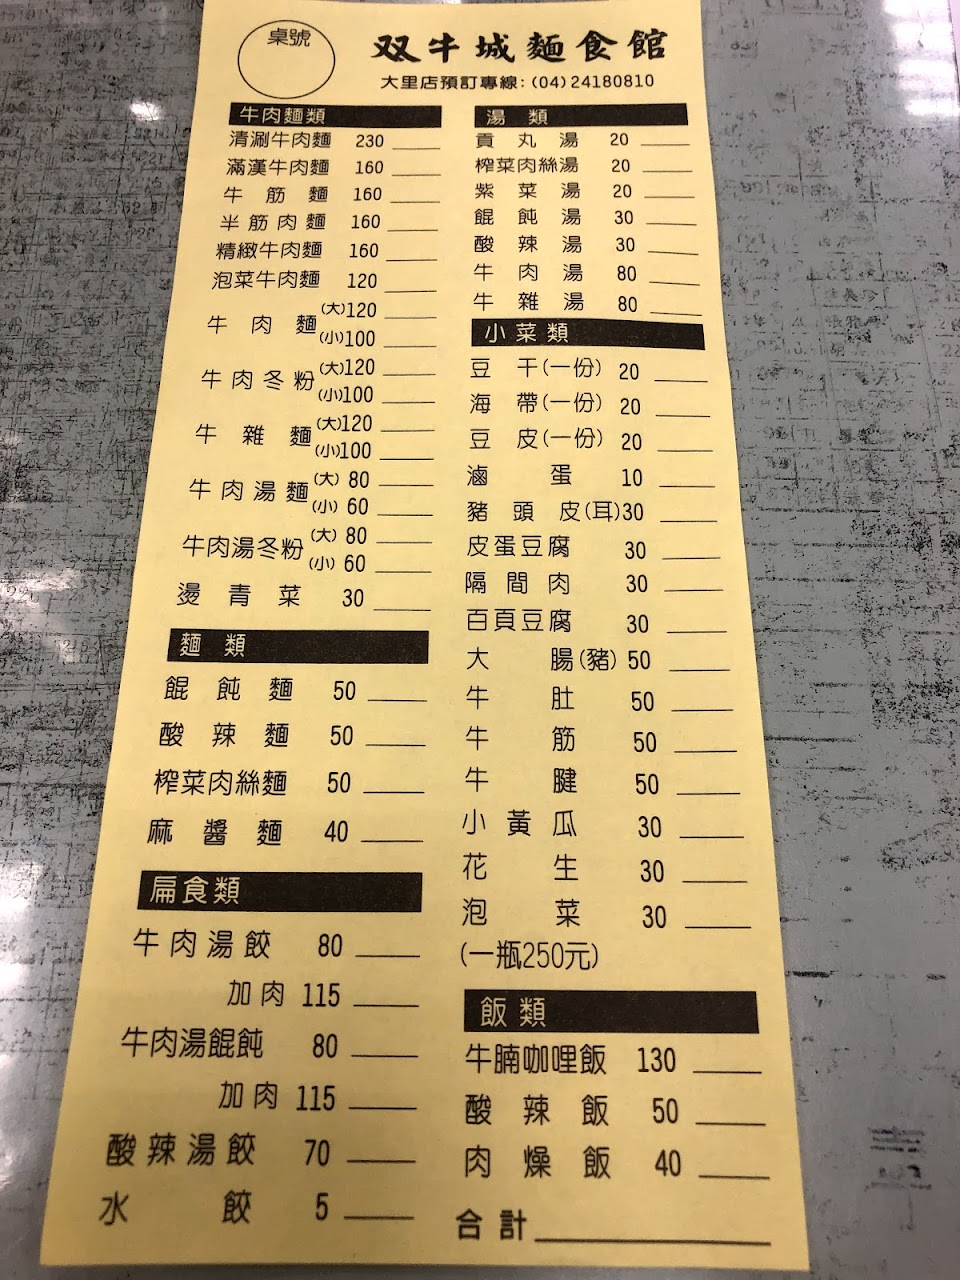 桌號
双牛城麵食館
大里店預訂專線:(04)24180810
牛肉麵類
清涮牛肉麵 230
滿漢牛肉麵 160
牛筋麵 160
半筋肉麵 160
精緻牛肉麵 160
泡菜牛肉麵 120
牛肉麵 (大)120
(小)100
牛肉冬粉 (大)120
(小)100
牛雜麵 (大)120
(小)100
牛肉湯麵 (大) 80
(小) 60
牛肉湯冬粉 (大) 80
(小) 60
燙青菜 30
麵類
餛飩麵 50
酸辣麵 50
榨菜肉絲麵 50
麻醬麵 40
扁食類
牛肉湯餃 80
加肉 115
牛肉湯餛飩 80
加肉 115
酸辣湯餃 70
水餃 5
湯類
貢丸湯 20
榨菜肉絲湯 20
紫菜湯 20
餛飩湯 30
酸辣湯 30
牛肉湯 80
牛雜湯 80
小菜類
豆干(一份) 20
海帶(一份) 20
豆皮(一份) 20
滷蛋 10
豬頭皮(耳)30
皮蛋豆腐 30
隔間肉 30
百頁豆腐 30
大腸(豬) 50
牛肚 50
牛筋 50
牛腱 50
小黃瓜 30
花生 30
泡菜 30
(一瓶250元)
飯類
牛腩咖哩飯 130
酸辣飯 50
肉燥飯 40
合計